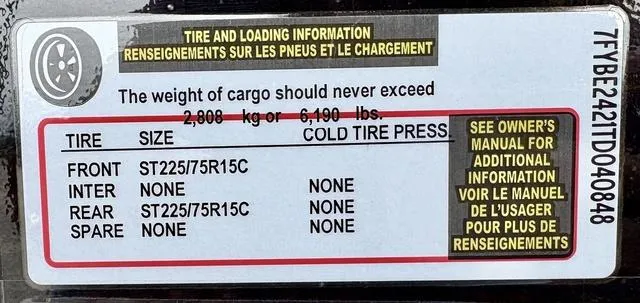 TIRE AND LOADING INFORMATION
RENSEIGNEMENTS SUR LES PNEUS ET LE CHARGEMENT
The weight of cargo should never exceed
2,808 kg or 6,190 lbs.
TIRE SIZE COLD TIRE PRESS.
FRONT ST225/75R15C
INTER NONE NONE
REAR ST225/75R15C NONE
SPARE NONE NONE
SEE OWNER'S
MANUAL FOR
ADDITIONAL
INFORMATION
VOIR LE MANUEL
DE L'USAGER
POUR PLUS DE
RENSEIGNEMENTS
7FYBE242ITD040848